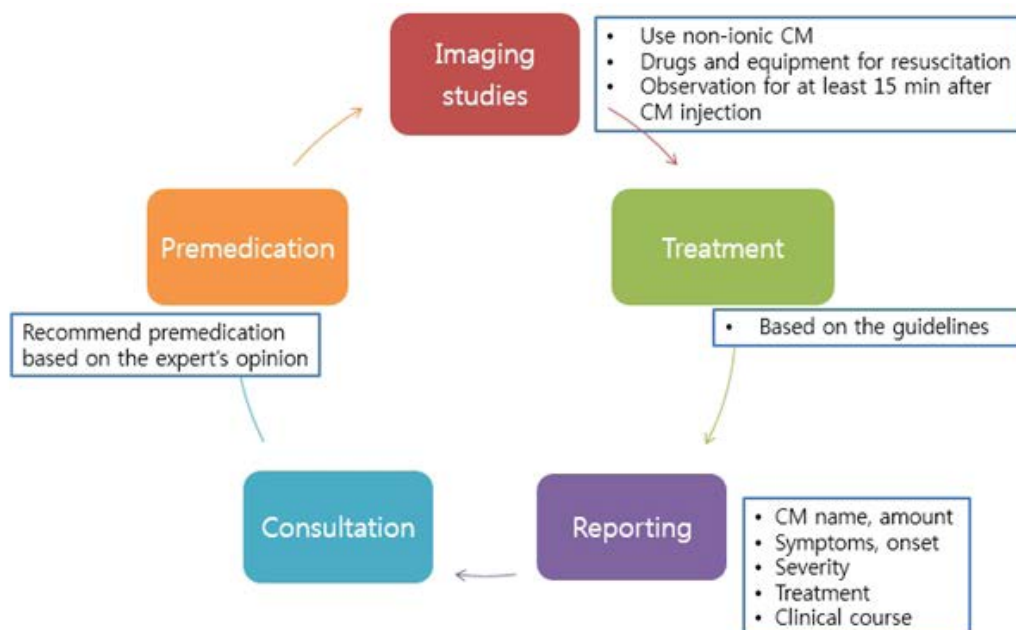 Imaging
studies
• Use non-ionic CM
• Drugs and equipment for resuscitation
• Observation for at least 15 min after
CM injection
Premedication
Treatment
Recommend premedication
based on the expert's opinion
• Based on the guidelines
Consultation
Reporting
• CM name, amount
• Symptoms, onset
• Severity
• Treatment
• Clinical course